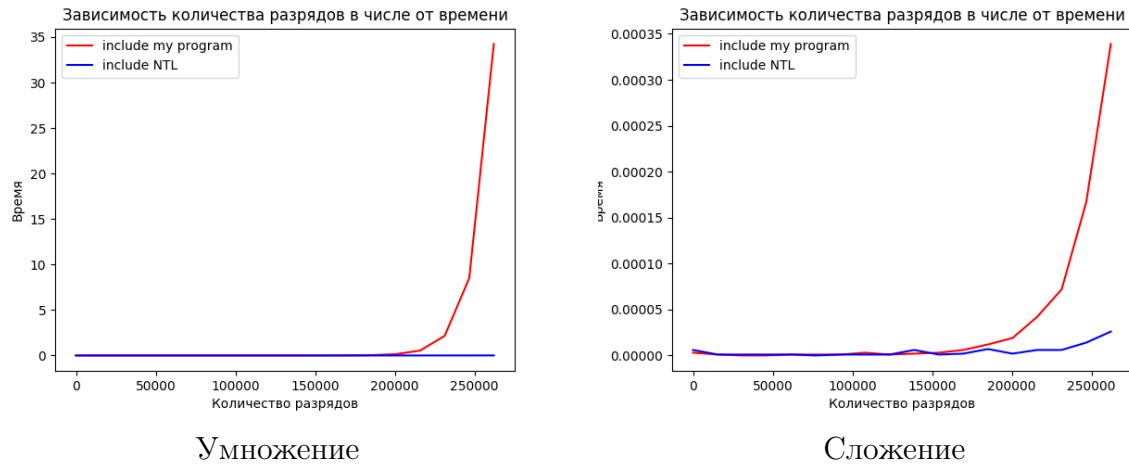 Зависимость количества разрядов в числе от времени
35
30
25
20
15
10
5
0
Время
include my program
include NTL
0 50000 100000 150000 200000 250000
Количество разрядов
Умножение
Зависимость количества разрядов в числе от времени
0.00035
0.00030
0.00025
0.00020
0.00015
0.00010
0.00005
0.00000
Время
include my program
include NTL
0 50000 100000 150000 200000 250000
Количество разрядов
Сложение